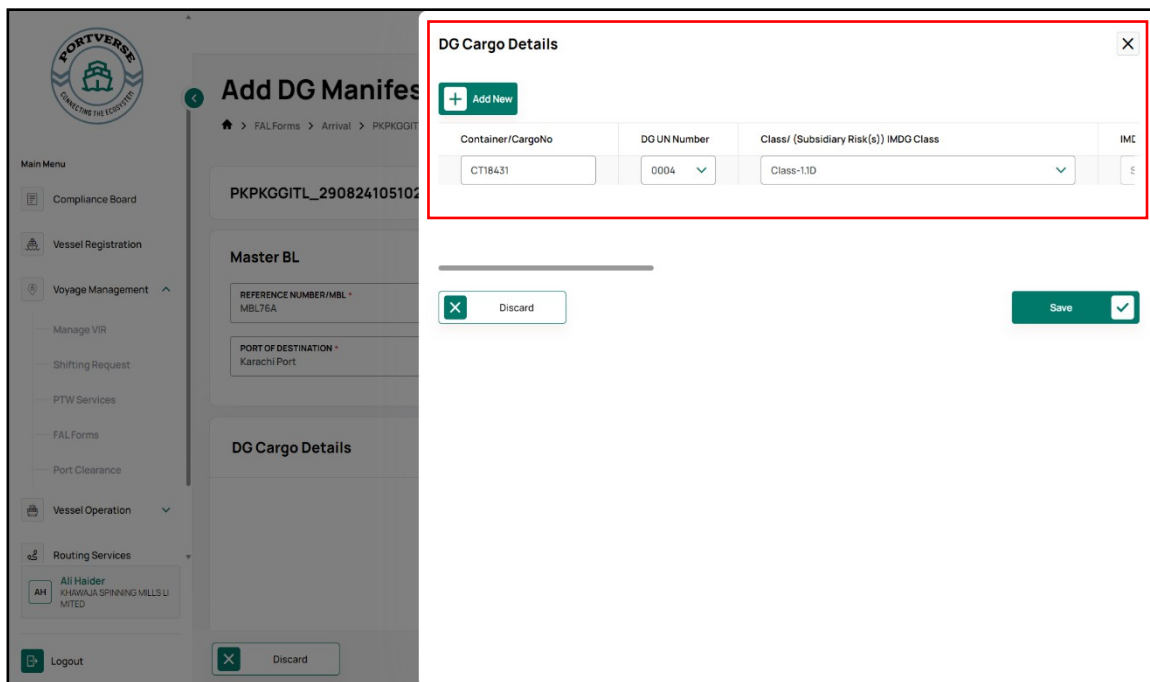 PORTVERSE
CONNECTING THE ECOSYSTEM
Main Menu
Compliance Board
Vessel Registration
Voyage Management
Manage VIR
Shifting Request
PTW Services
FAL Forms
Port Clearance
Vessel Operation
Routing Services
AH
Ali Haider
KHAWAJA SPINNING MILLS LI
MITED
Logout
Add DG Manifes
> FAL Forms > Arrival > PKPKGGIT
PKPKGGITL_290824105102
Master BL
REFERENCE NUMBER/MBL *
MBL76A
PORT OF DESTINATION *
Karachi Port
DG Cargo Details
Discard
DG Cargo Details
Add New
Container/CargoNo DG UN Number Class/ (Subsidiary Risk(s)) IMDG Class
CT18431 0004 Class-1.1D
Discard
Save